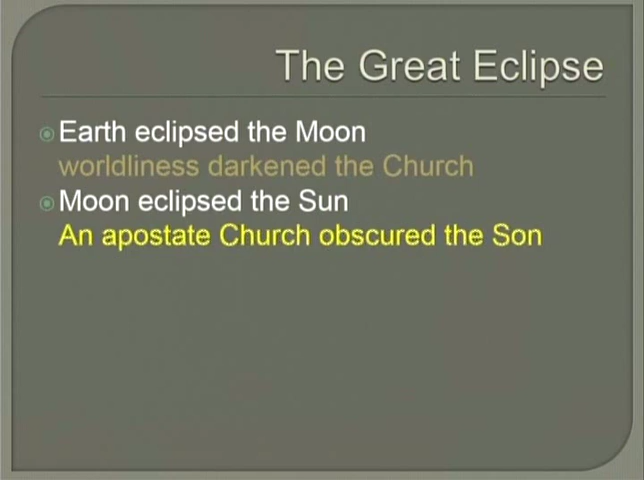 The Great Eclipse
Earth eclipsed the Moon
worldliness darkened the Church
Moon eclipsed the Sun
An apostate Church obscured the Son